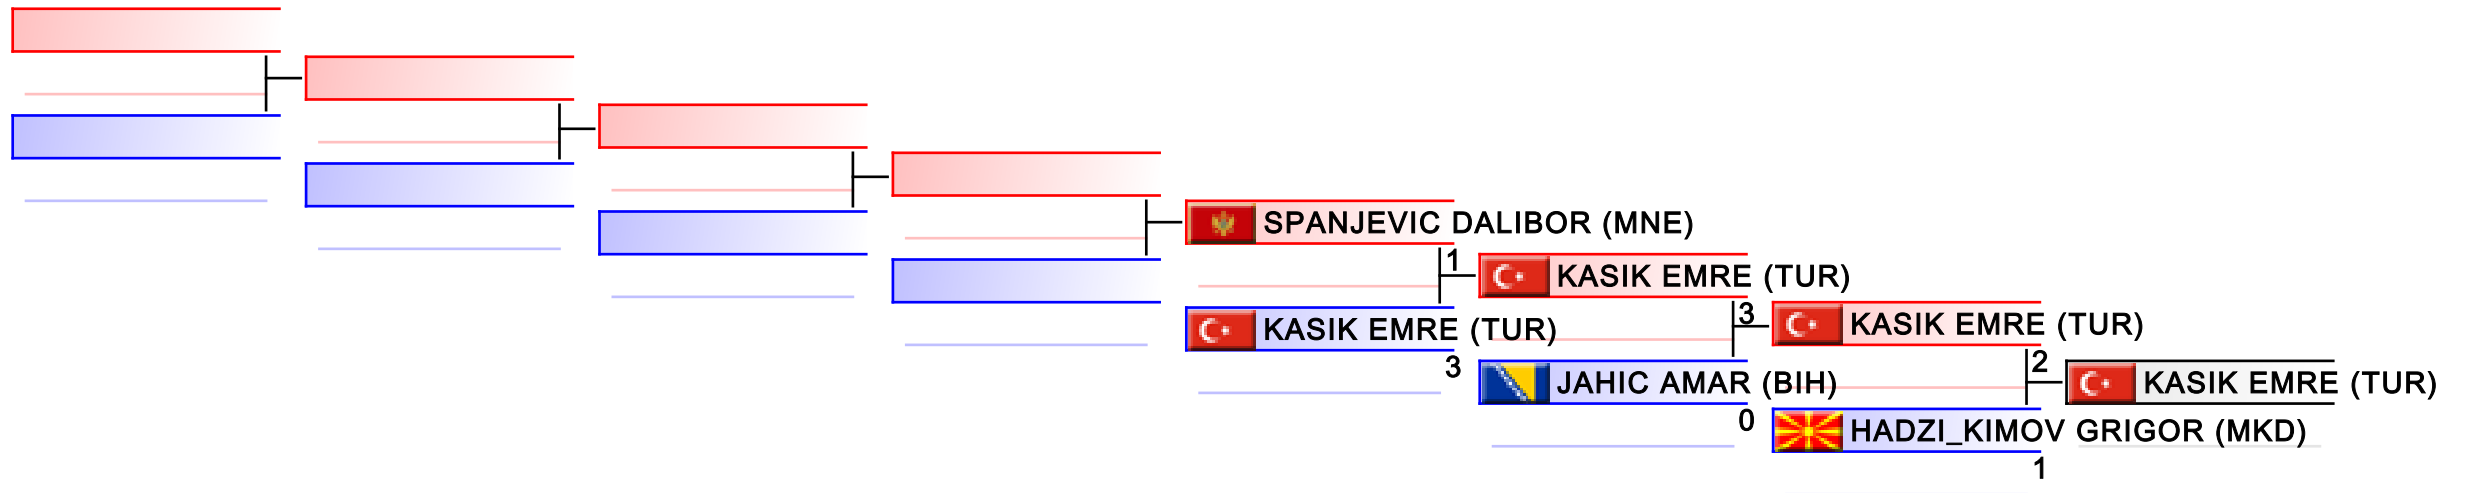 SPANJEVIC DALIBOR (MNE)
1
KASIK EMRE (TUR)
KASIK EMRE (TUR)
3
3
KASIK EMRE (TUR)
JAHIC AMAR (BIH)
0
2
KASIK EMRE (TUR)
HADZI_KIMOV GRIGOR (MKD)
1